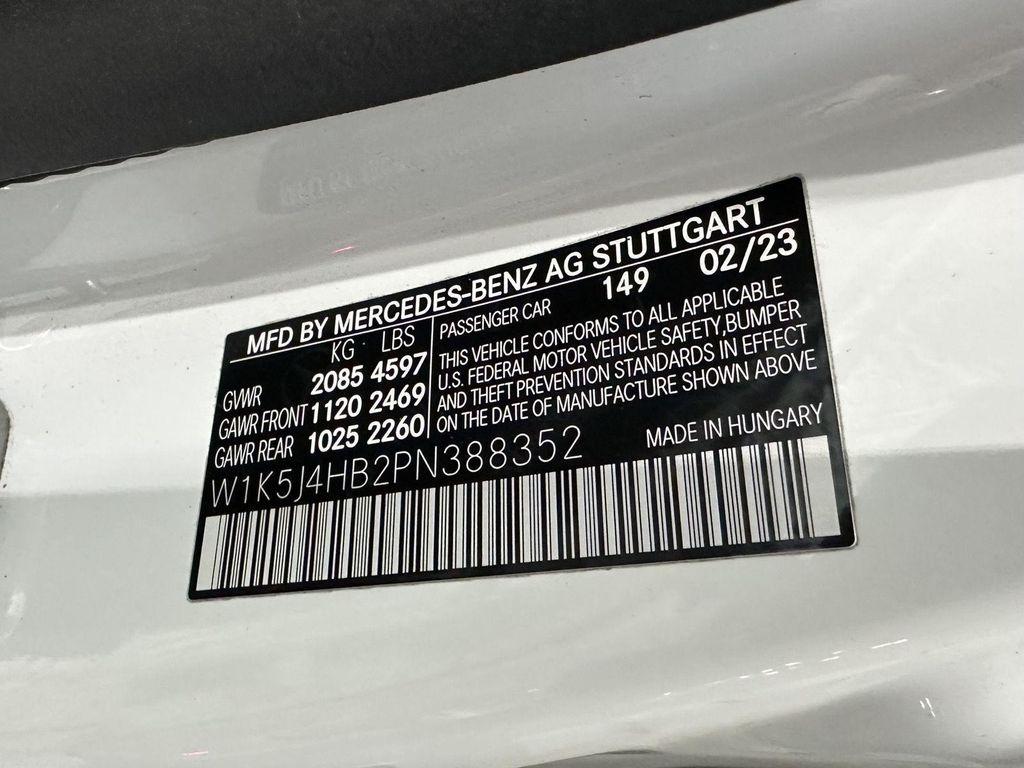 MFD BY MERCEDES-BENZ AG STUTTGART
KG LBS
GVWR 2085 4597
GAWR FRONT 1120 2469
GAWR REAR 1025 2260
PASSENGER CAR 149 02/23
THIS VEHICLE CONFORMS TO ALL APPLICABLE
U.S. FEDERAL MOTOR VEHICLE SAFETY,BUMPER
AND THEFT PREVENTION STANDARDS IN EFFECT
ON THE DATE OF MANUFACTURE SHOWN ABOVE
W1K5J4HB2PN388352
MADE IN HUNGARY